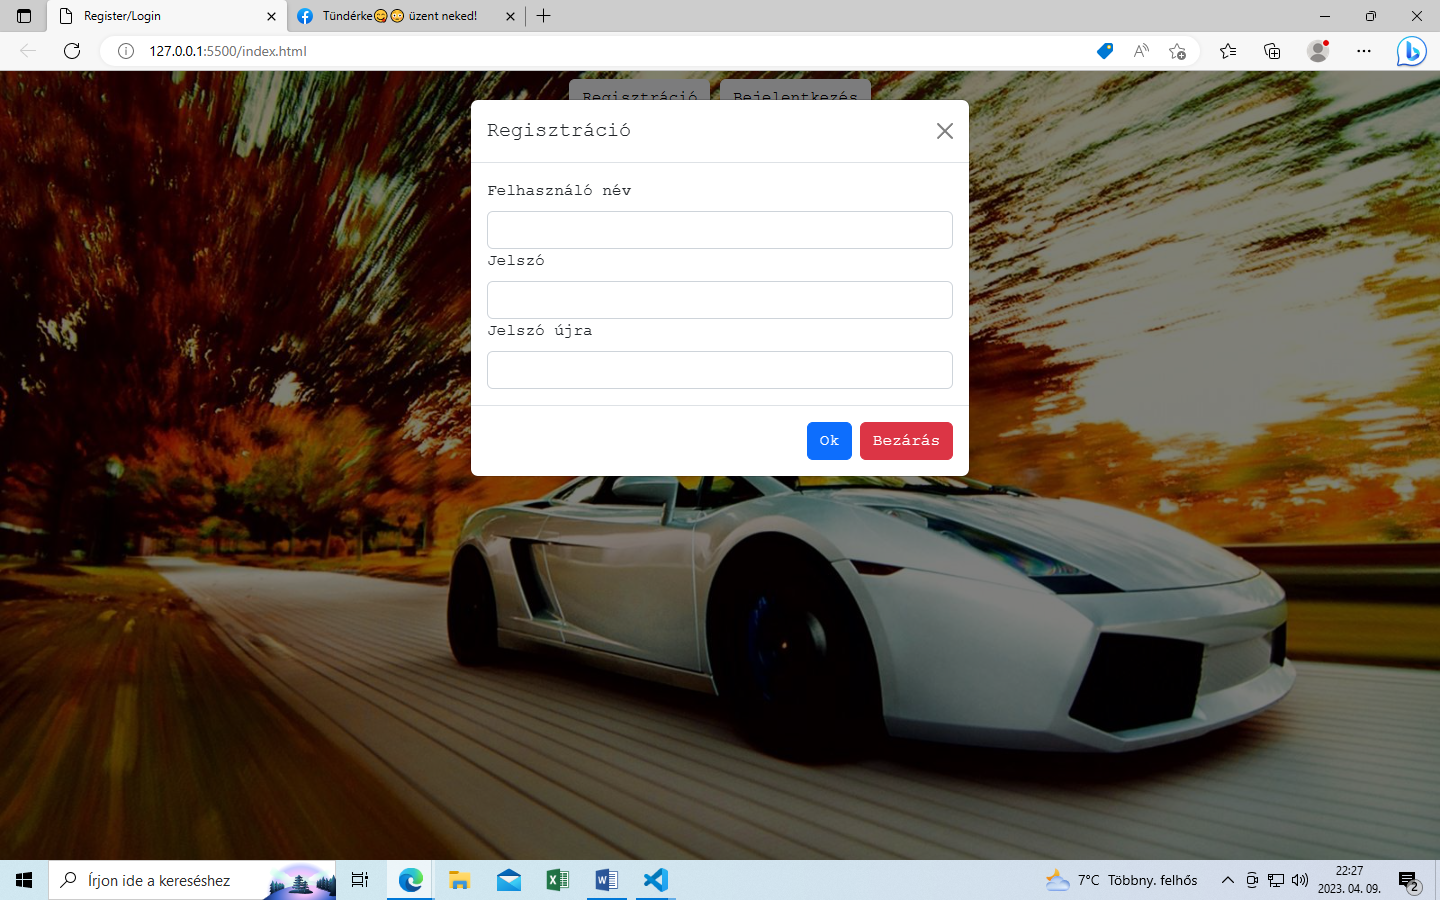 Register/Login
Tündérke😋😳 üzent neked!
127.0.0.1:5500/index.html
Regisztráció
Bejelentkezés
Regisztráció
Felhasználó név
Jelszó
Jelszó újra
Ok
Bezárás
Írjon ide a kereséshez
7°C Többny. felhős
22:27
2023. 04. 09.
2